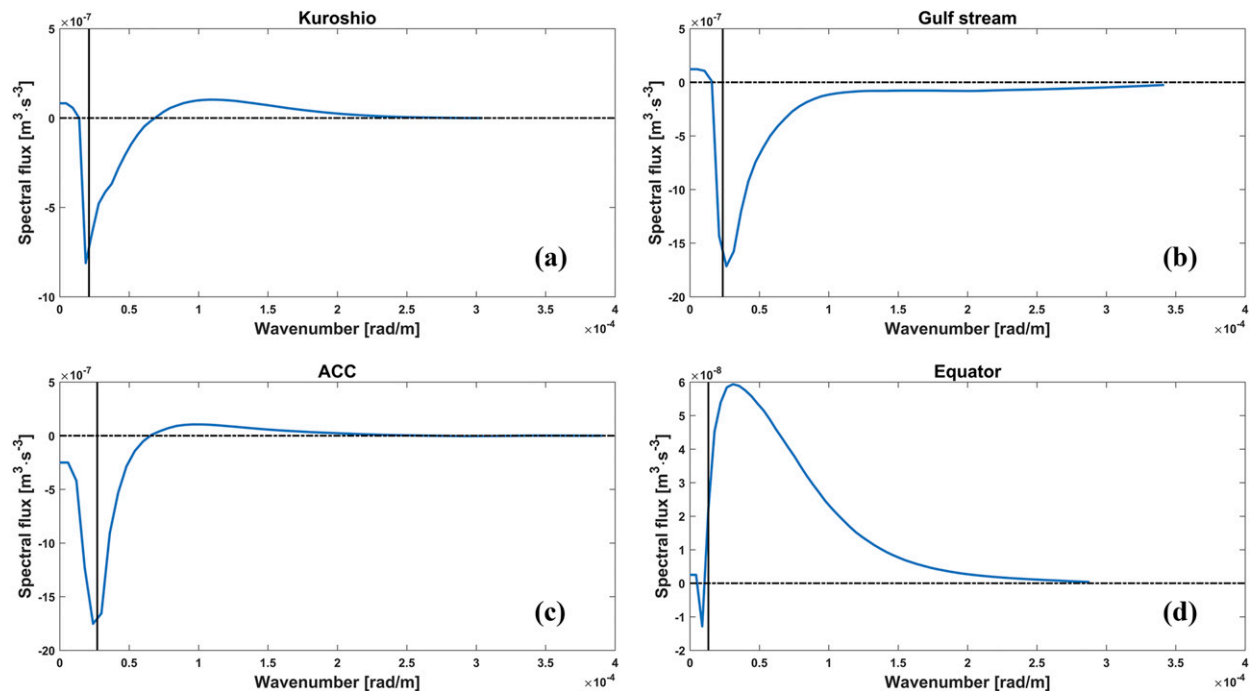 Kuroshio
×10⁻⁷
5
0
-5
-10
Spectral flux [m³·s⁻³]
(a)
0 0.5 1 1.5 2 2.5 3 3.5 4
Wavenumber [rad/m]
×10⁻⁴
Gulf stream
×10⁻⁷
5
0
-5
-10
-15
-20
Spectral flux [m³·s⁻³]
(b)
0 0.5 1 1.5 2 2.5 3 3.5 4
Wavenumber [rad/m]
×10⁻⁴
ACC
×10⁻⁷
5
0
-5
-10
-15
-20
Spectral flux [m³·s⁻³]
(c)
0 0.5 1 1.5 2 2.5 3 3.5 4
Wavenumber [rad/m]
×10⁻⁴
Equator
×10⁻⁸
6
5
4
3
2
1
0
-1
-2
Spectral flux [m³·s⁻³]
(d)
0 0.5 1 1.5 2 2.5 3 3.5 4
Wavenumber [rad/m]
×10⁻⁴